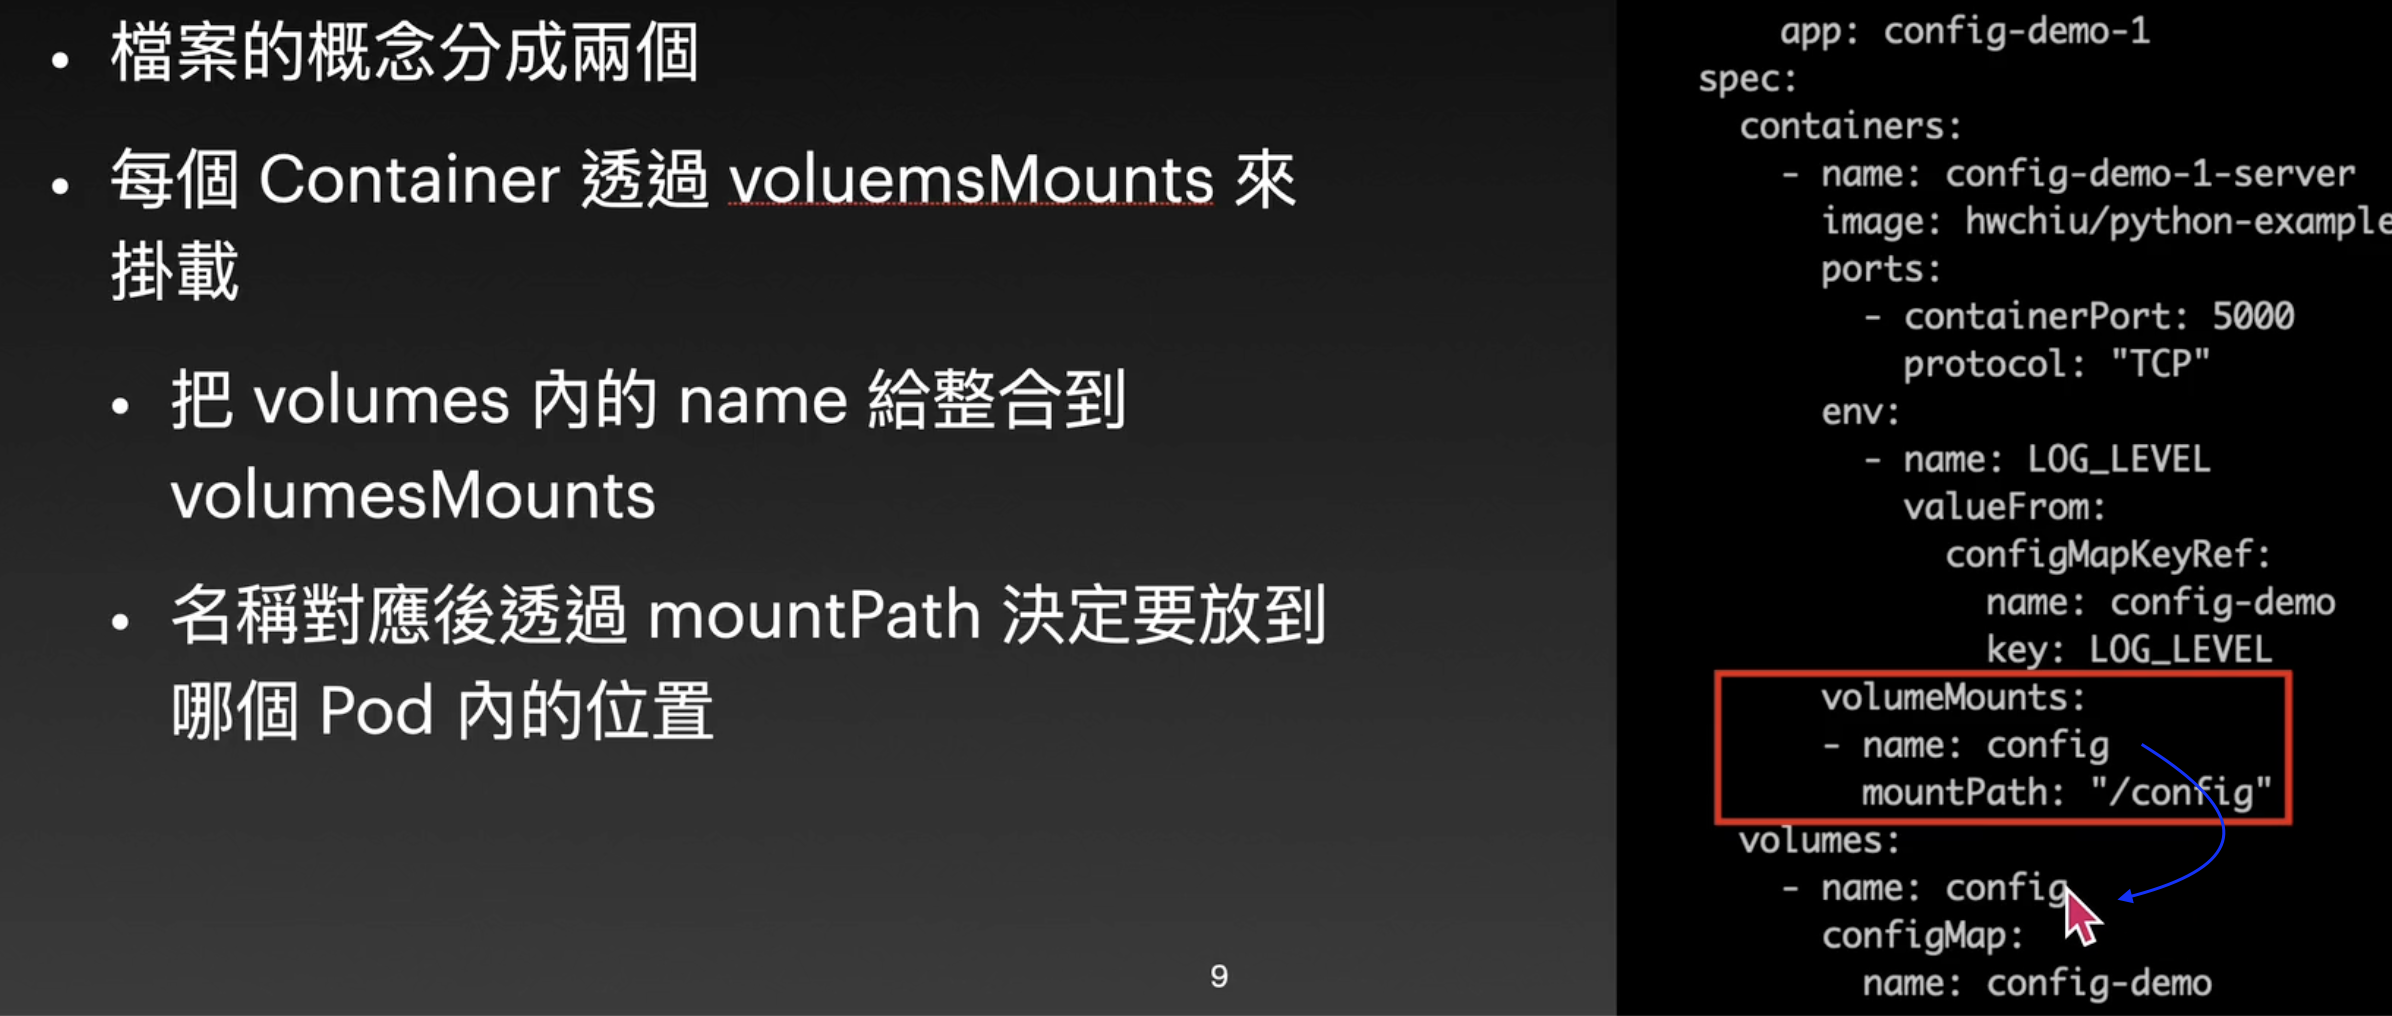 • 檔案的概念分成兩個
• 每個 Container 透過 voluemsMounts 來
掛載
• 把 volumes 內的 name 給整合到
volumesMounts
• 名稱對應後透過 mountPath 決定要放到
哪個 Pod 內的位置
9
app: config-demo-1
spec:
containers:
- name: config-demo-1-server
image: hwchiu/python-example
ports:
- containerPort: 5000
protocol: "TCP"
env:
- name: LOG_LEVEL
valueFrom:
configMapKeyRef:
name: config-demo
key: LOG_LEVEL
volumeMounts:
- name: config
mountPath: "/config"
volumes:
- name: config
configMap:
name: config-demo